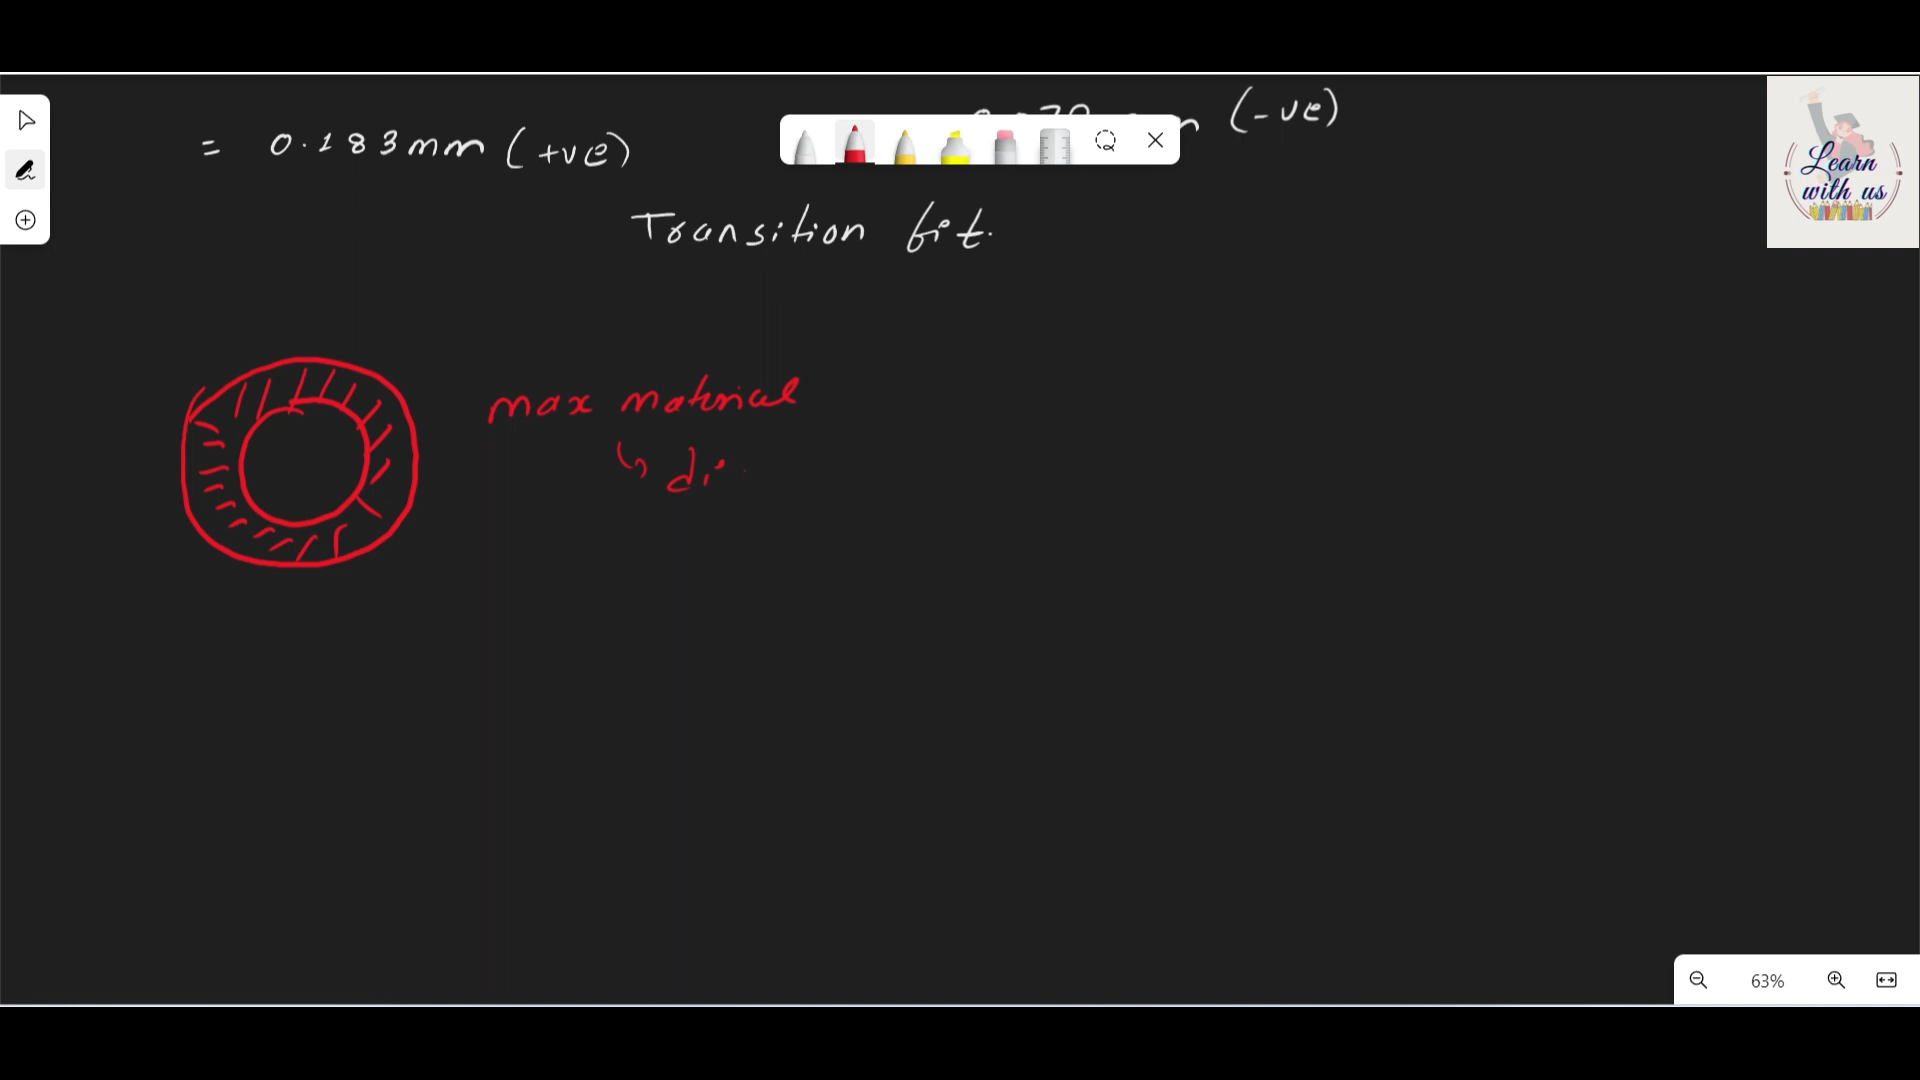 = 0.183 mm (+ve)
(-ve)
Transition fit.
max material
↳ di
Learn
with us
63%